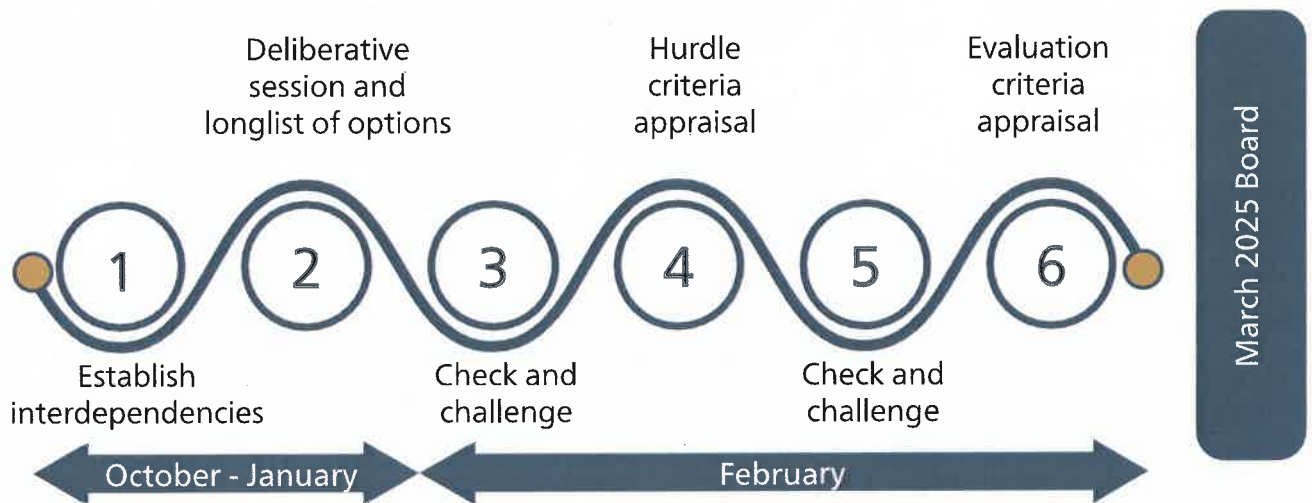 Deliberative
session and
longlist of options
Hurdle
criteria
appraisal
Evaluation
criteria
appraisal
1
2
3
4
5
6
Establish
interdependencies
Check and
challenge
Check and
challenge
October - January
February
March 2025 Board